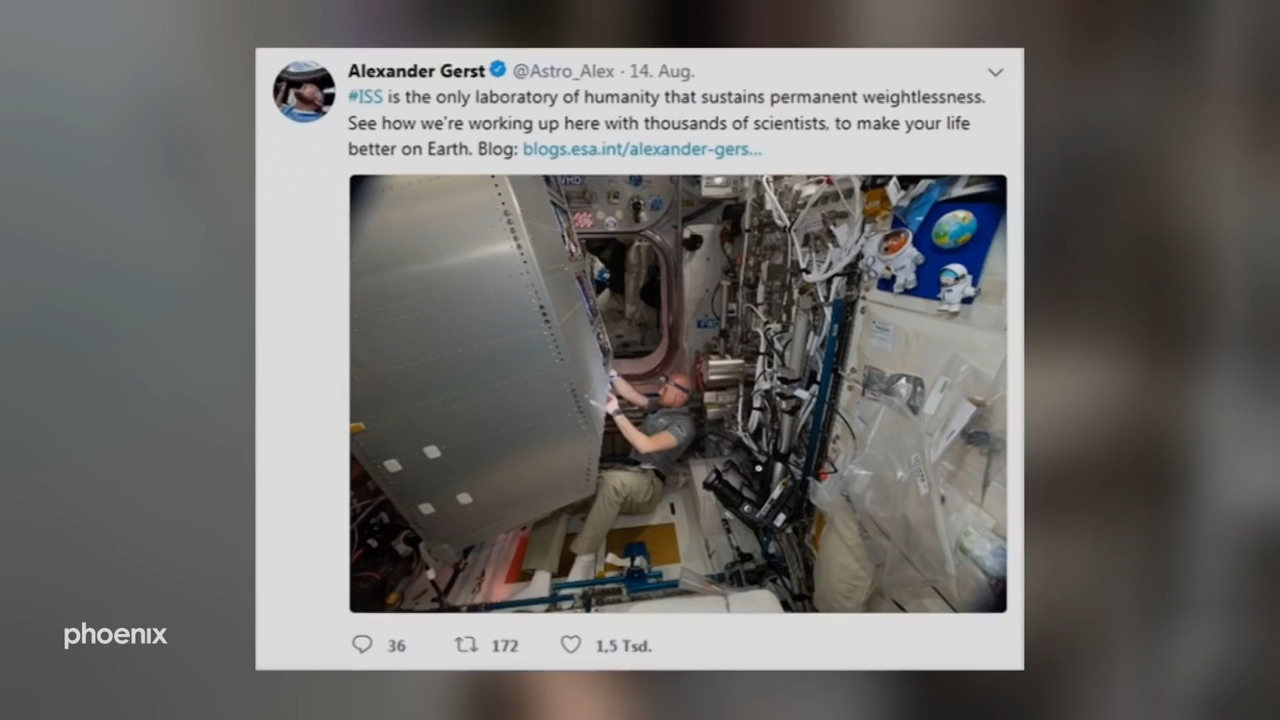 Alexander Gerst @Astro_Alex · 14. Aug.
#ISS is the only laboratory of humanity that sustains permanent weightlessness.
See how we're working up here with thousands of scientists, to make your life
better on Earth. Blog: blogs.esa.int/alexander-gers...
36 172 1,5 Tsd.
phoenix